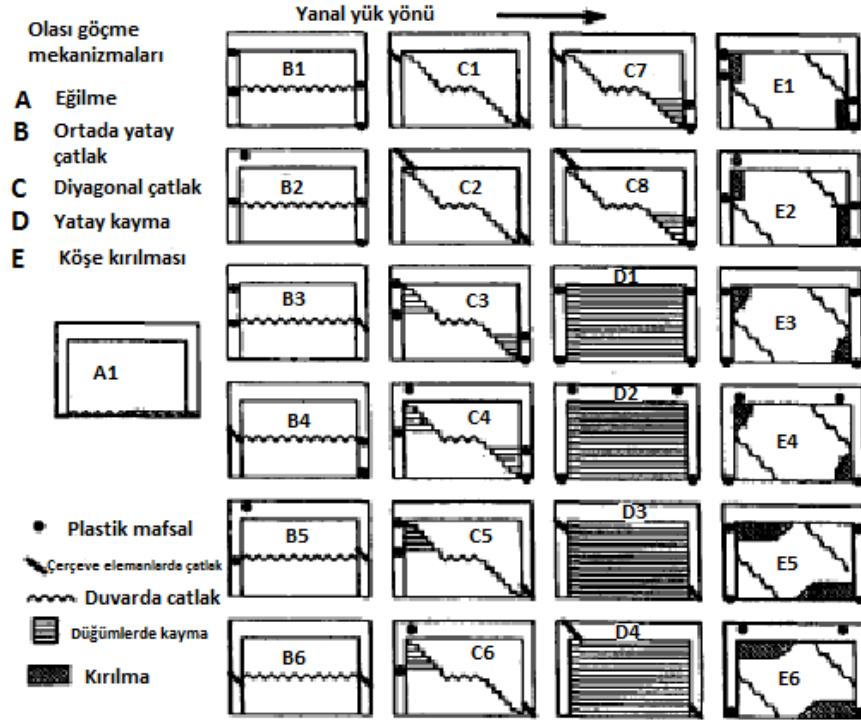 Yanal yük yönü
Olası göçme
mekanizmaları
A Eğilme
B Ortada yatay
çatlak
C Diyagonal çatlak
D Yatay kayma
E Köşe kırılması
B1 C1 C7 E1
B2 C2 C8 E2
B3 C3 D1 E3
A1
B4 C4 D2 E4
B5 C5 D3 E5
B6 C6 D4 E6
Plastik mafsal
Çerçeve elemanlarda çatlak
Duvarda catlak
Düğümlerde kayma
Kırılma